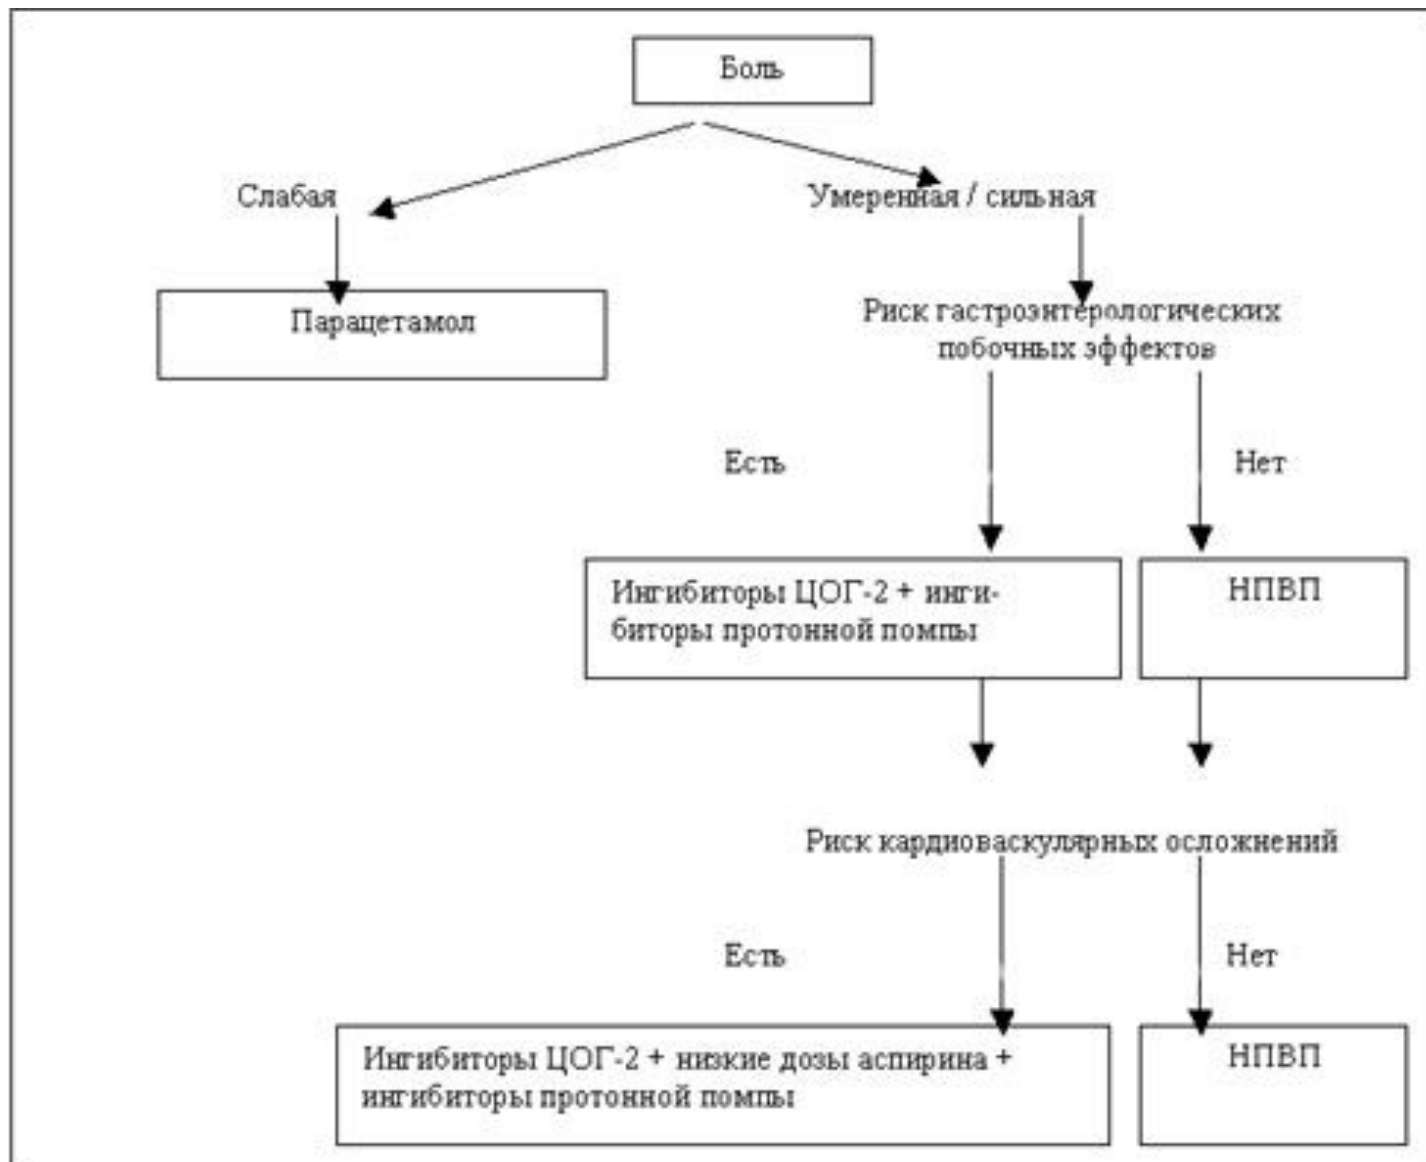 Боль
Слабая
Умеренная / сильная
Парацетамол
Риск гастроэнтерологических
побочных эффектов
Есть
Нет
Ингибиторы ЦОГ-2 + инги-
биторы протонной помпы
НПВП
Риск кардиоваскулярных осложнений
Есть
Нет
Ингибиторы ЦОГ-2 + низкие дозы аспирина +
ингибиторы протонной помпы
НПВП